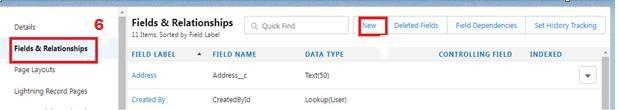 6
Details
Fields & Relationships
Page Layouts
Lightning Record Pages
Fields & Relationships
11 Items, Sorted by Field Label
Quick Find
New
Deleted Fields
Field Dependencies
Set History Tracking
FIELD LABEL FIELD NAME DATA TYPE CONTROLLING FIELD INDEXED
Address Address__c Text(50)
Created By CreatedById Lookup(User)